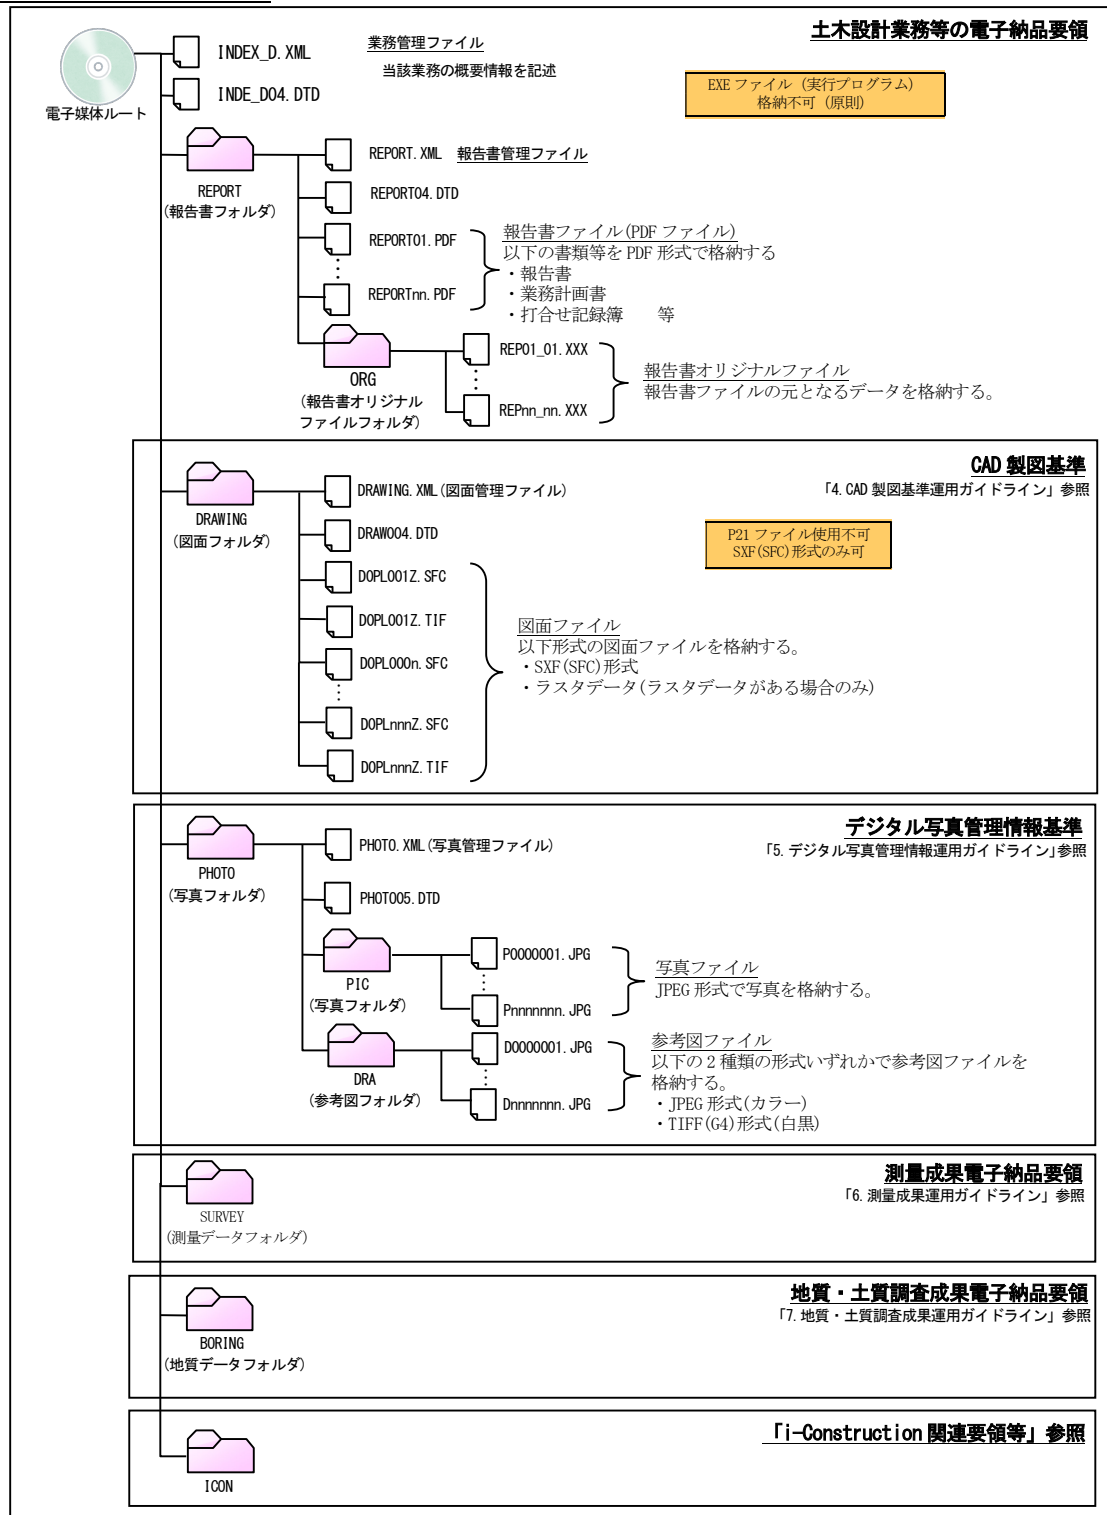 土木設計業務等の電子納品要領
INDEX_D.XML
業務管理ファイル
当該業務の概要情報を記述
EXE ファイル (実行プログラム)
格納不可 (原則)
INDE_D04.DTD
電子媒体ルート
REPORT
(報告書フォルダ)
REPORT.XML 報告書管理ファイル
REPORT04.DTD
REPORT01.PDF
REPORTnn.PDF
報告書ファイル(PDF ファイル)
以下の書類等を PDF 形式で格納する
・報告書
・業務計画書
・打合せ記録簿 等
ORG
(報告書オリジナル
ファイルフォルダ)
REP01_01.XXX
REPnn_nn.XXX
報告書オリジナルファイル
報告書ファイルの元となるデータを格納する。
CAD 製図基準
「4.CAD 製図基準運用ガイドライン」参照
DRAWING
(図面フォルダ)
DRAWING.XML(図面管理ファイル)
DRAW004.DTD
P21 ファイル使用不可
SXF(SFC)形式のみ可
D0PL001Z.SFC
D0PL001Z.TIF
D0PL000n.SFC
D0PLnnnZ.SFC
D0PLnnnZ.TIF
図面ファイル
以下形式の図面ファイルを格納する。
・SXF(SFC)形式
・ラスタデータ(ラスタデータがある場合のみ)
デジタル写真管理情報基準
「5.デジタル写真管理情報運用ガイドライン」参照
PHOTO
(写真フォルダ)
PHOTO.XML(写真管理ファイル)
PHOTO05.DTD
PIC
(写真フォルダ)
P0000001.JPG
Pnnnnnnn.JPG
写真ファイル
JPEG 形式で写真を格納する。
DRA
(参考図フォルダ)
D0000001.JPG
Dnnnnnnn.JPG
参考図ファイル
以下の 2 種類の形式いずれかで参考図ファイルを
格納する。
・JPEG 形式(カラー)
・TIFF(G4)形式(白黒)
測量成果電子納品要領
「6.測量成果運用ガイドライン」参照
SURVEY
(測量データフォルダ)
地質・土質調査成果電子納品要領
「7.地質・土質調査成果運用ガイドライン」参照
BORING
(地質データフォルダ)
「i-Construction 関連要領等」参照
ICON